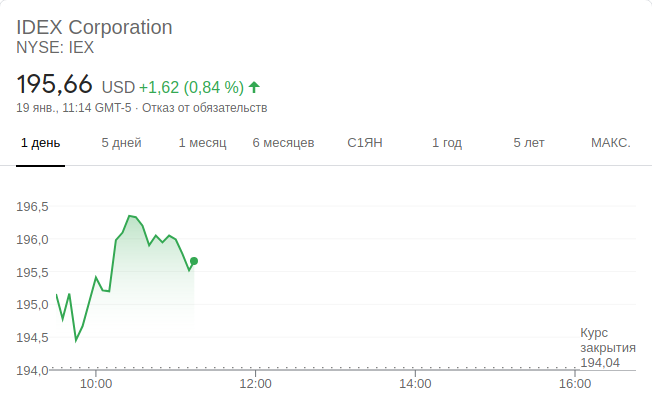 IDEX Corporation
NYSE: IEX
195,66 USD +1,62 (0,84 %)
19 янв., 11:14 GMT-5 · Отказ от обязательств
1 день 5 дней 1 месяц 6 месяцев С1ЯН 1 год 5 лет МАКС.
196,5
196,0
195,5
195,0
194,5
194,0
Курс
закрытия
194,04
10:00 12:00 14:00 16:00